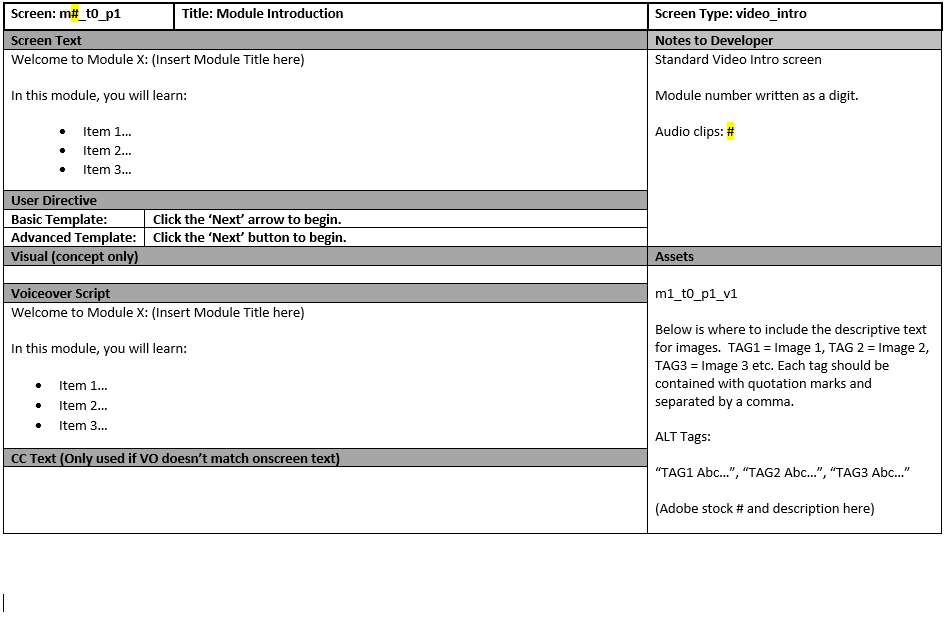 Screen: m#_t0_p1
Title: Module Introduction
Screen Type: video_intro
Screen Text
Welcome to Module X: (Insert Module Title here)
In this module, you will learn:
• Item 1…
• Item 2…
• Item 3…
Notes to Developer
Standard Video Intro screen
Module number written as a digit.
Audio clips: #
User Directive
Basic Template: Click the ‘Next’ arrow to begin.
Advanced Template: Click the ‘Next’ button to begin.
Visual (concept only)
Voiceover Script
Welcome to Module X: (Insert Module Title here)
In this module, you will learn:
• Item 1…
• Item 2…
• Item 3…
CC Text (Only used if VO doesn’t match onscreen text)
Assets
m1_t0_p1_v1
Below is where to include the descriptive text
for images.  TAG1 = Image 1, TAG 2 = Image 2,
TAG3 = Image 3 etc. Each tag should be
contained with quotation marks and
separated by a comma.
ALT Tags:
“TAG1 Abc…”, “TAG2 Abc…”, “TAG3 Abc…”
(Adobe stock # and description here)